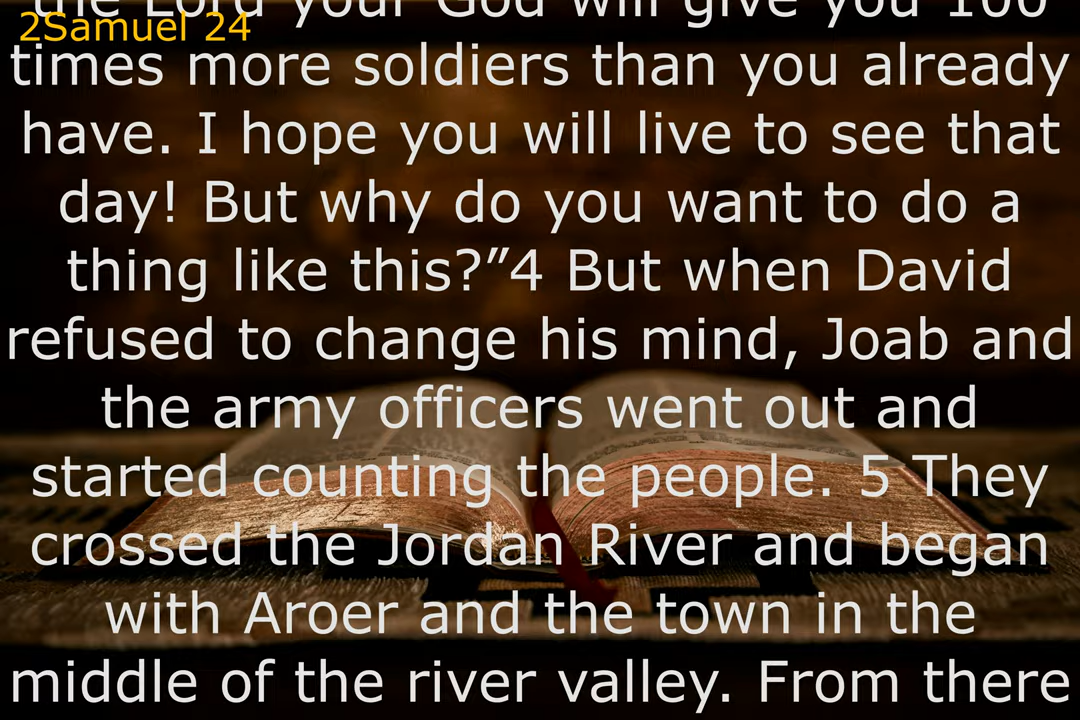 the Lord your God will give you 100
2Samuel 24
times more soldiers than you already
have. I hope you will live to see that
day! But why do you want to do a
thing like this?”4 But when David
refused to change his mind, Joab and
the army officers went out and
started counting the people. 5 They
crossed the Jordan River and began
with Aroer and the town in the
middle of the river valley. From there